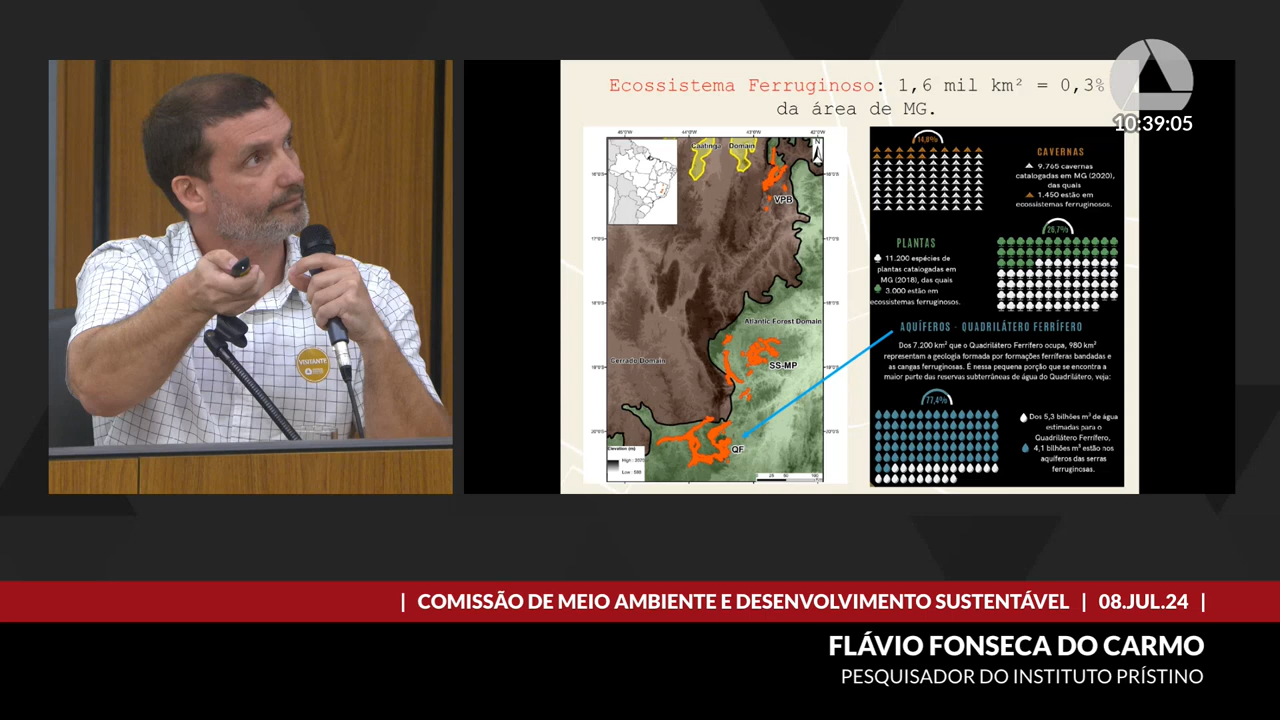 Ecossistema Ferruginoso: 1,6 mil km² = 0,3%
da área de MG.
10:39:05
VISITANTE
Caatinga Domain
VPB
Atlantic Forest Domain
Cerrado Domain
SS-MP
QF
Elevation (m)
N
14,8%
CAVERNAS
9.765 cavernas
catalogadas em MG (2020),
das quais
1.450 estão em
ecossistemas ferruginosos.
26,7%
PLANTAS
11.200 espécies de
plantas catalogadas em
MG (2018), das quais
3.000 estão em
ecossistemas ferruginosos.
AQUÍFEROS - QUADRILÁTERO FERRÍFERO
Dos 7.200 km² que o Quadrilátero Ferrífero ocupa, 980 km²
representam a geologia formada por formações ferríferas bandadas e
as cangas ferruginosas. É nessa pequena porção que se encontra a
maior parte das reservas subterrâneas de água do Quadrilátero, veja:
77,4%
Dos 5,3 bilhões m³ de água
estimadas para o
Quadrilátero Ferrífero,
4,1 bilhões m³ estão nos
aquíferos das serras
ferruginosas.
| COMISSÃO DE MEIO AMBIENTE E DESENVOLVIMENTO SUSTENTÁVEL | 08.JUL.24 |
FLÁVIO FONSECA DO CARMO
PESQUISADOR DO INSTITUTO PRÍSTINO